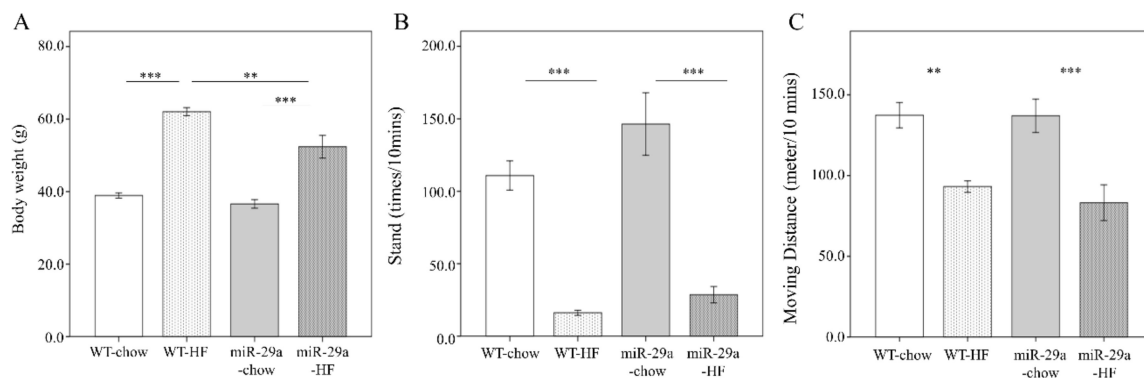 A
Body weight (g)
80.0
60.0
40.0
20.0
0.0
***
**
***
WT-chow
WT-HF
miR-29a
-chow
miR-29a
-HF
B
Stand (times/10mins)
200.0
150.0
100.0
50.0
0.0
***
***
WT-chow
WT-HF
miR-29a
-chow
miR-29a
-HF
C
Moving Distance (meter/10 mins)
150.0
100.0
50.0
0.0
**
***
WT-chow
WT-HF
miR-29a
-chow
miR-29a
-HF